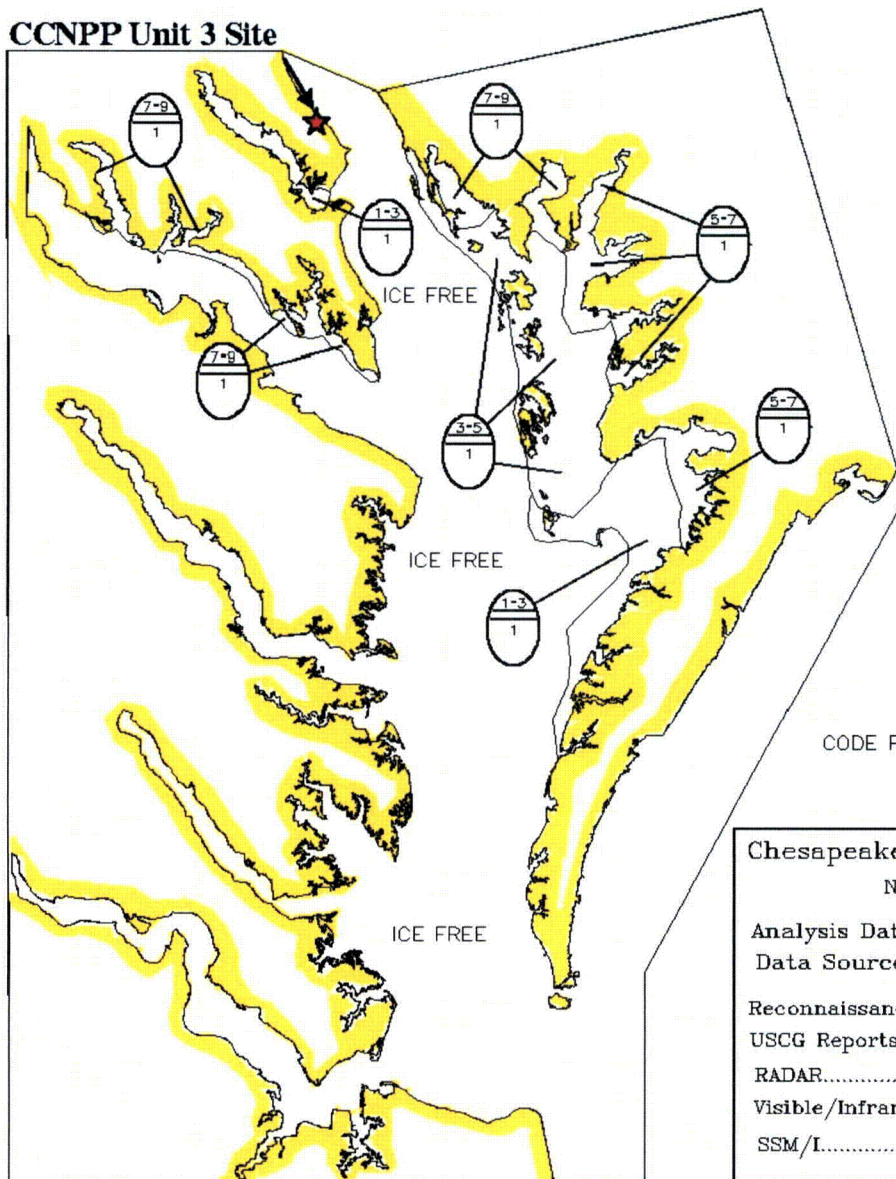 CCNPP Unit 3 Site
7-9
1
7-9
1
1-3
1
5-7
1
ICE FREE
7-9
1
3-5
1
5-7
1
ICE FREE
1-3
1
CODE F
Chesapeake
N
Analysis Dat
Data Source
Reconnaissan
USCG Reports
RADAR..............
Visible/Infrar
SSM/I..............
ICE FREE